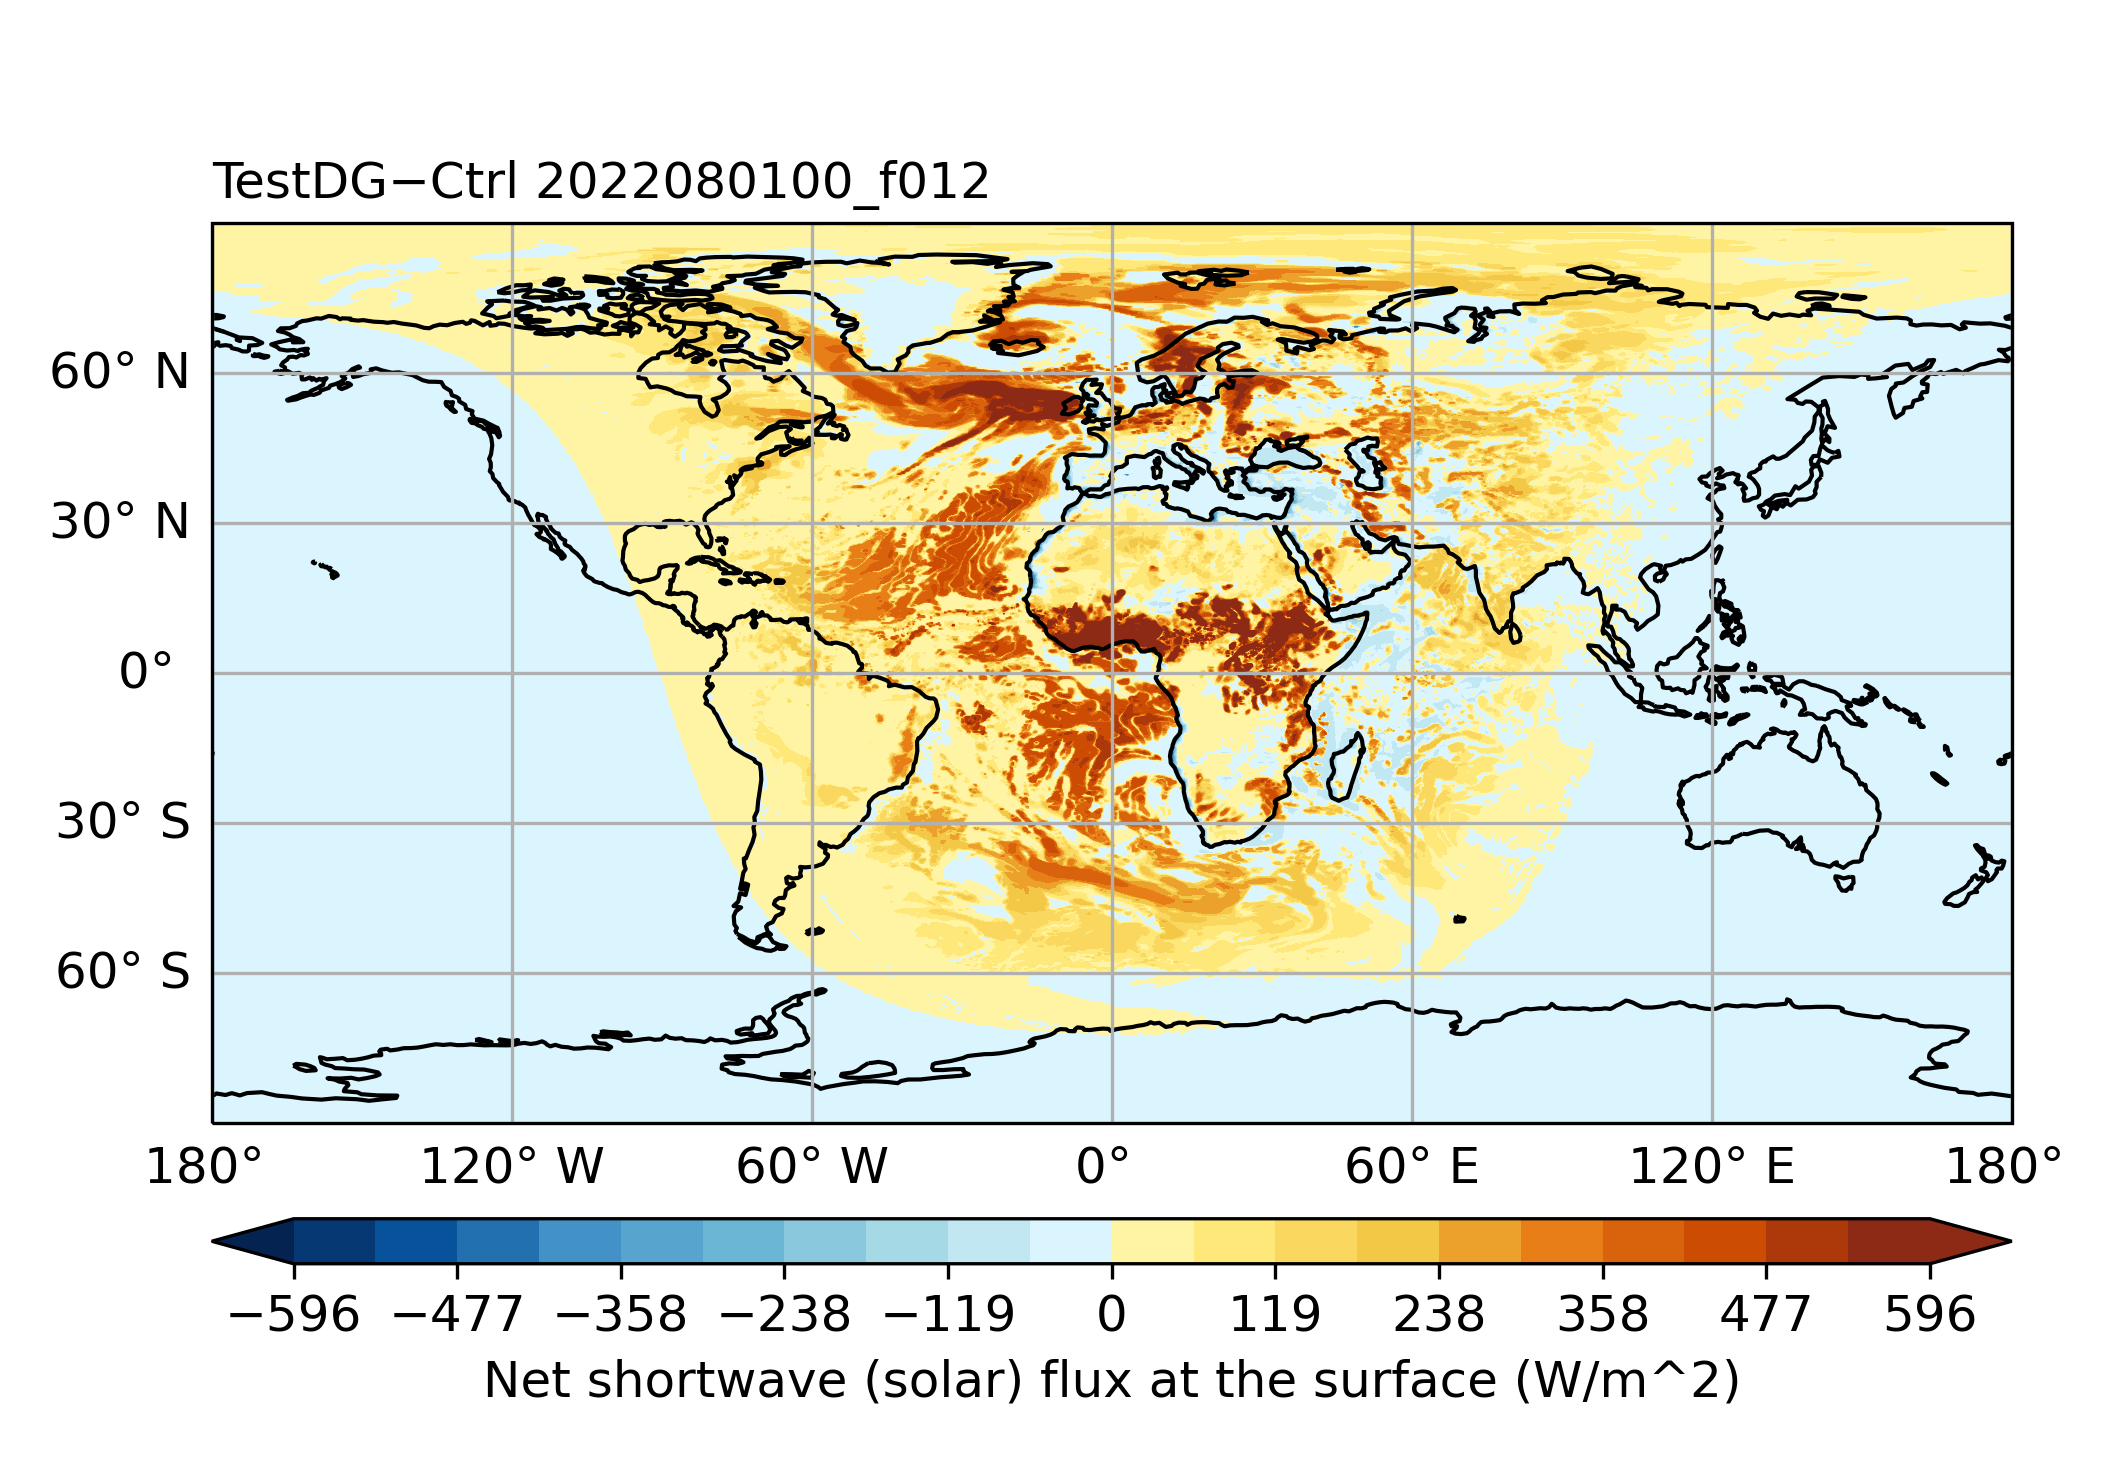 TestDG−Ctrl 2022080100_f012
60° N
30° N
0°
30° S
60° S
180° 120° W 60° W 0° 60° E 120° E 180°
−596 −477 −358 −238 −119 0 119 238 358 477 596
Net shortwave (solar) flux at the surface (W/m^2)